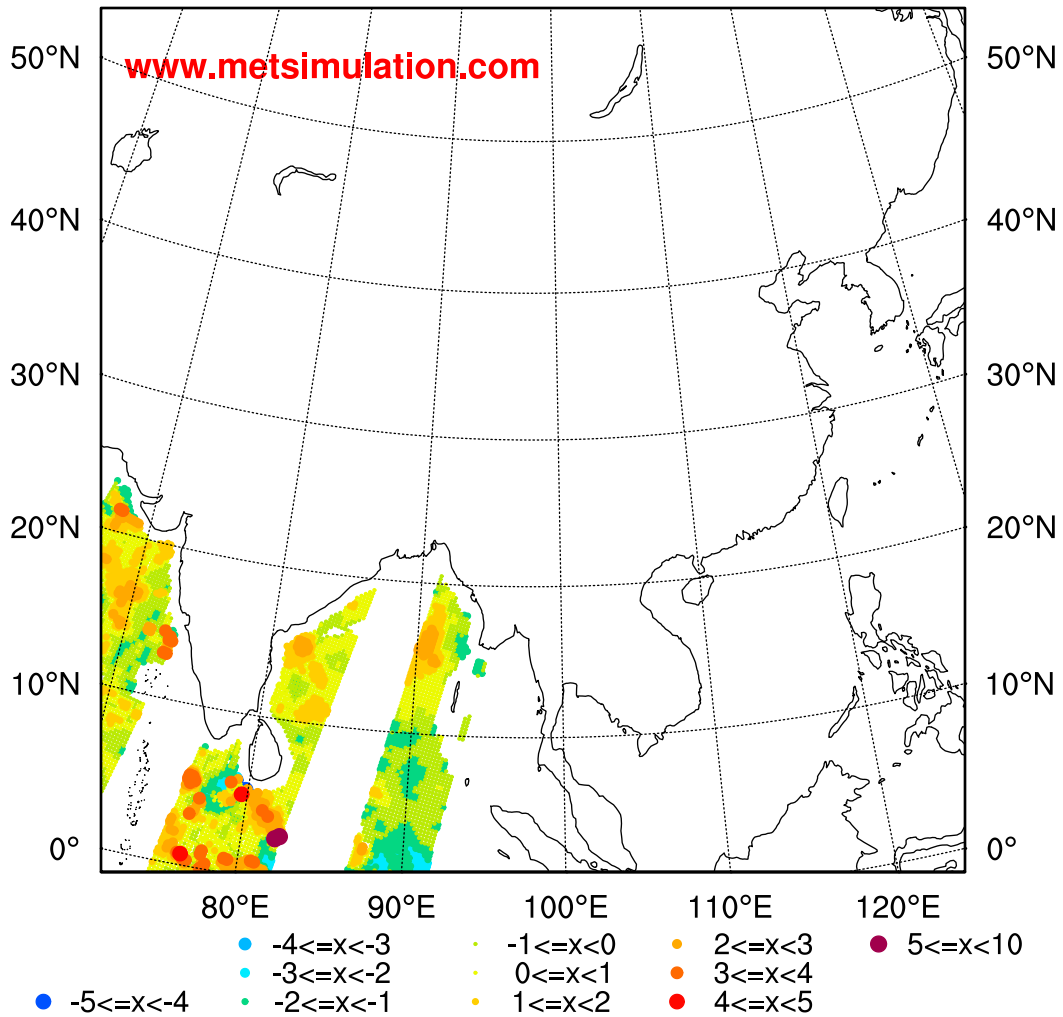 www.metsimulation.com
50°N 50°N
40°N 40°N
30°N 30°N
20°N 20°N
10°N 10°N
0° 0°
80°E 90°E 100°E 110°E 120°E
-4<=x<-3 -1<=x<0 2<=x<3 5<=x<10
-3<=x<-2 0<=x<1 3<=x<4
-5<=x<-4 -2<=x<-1 1<=x<2 4<=x<5